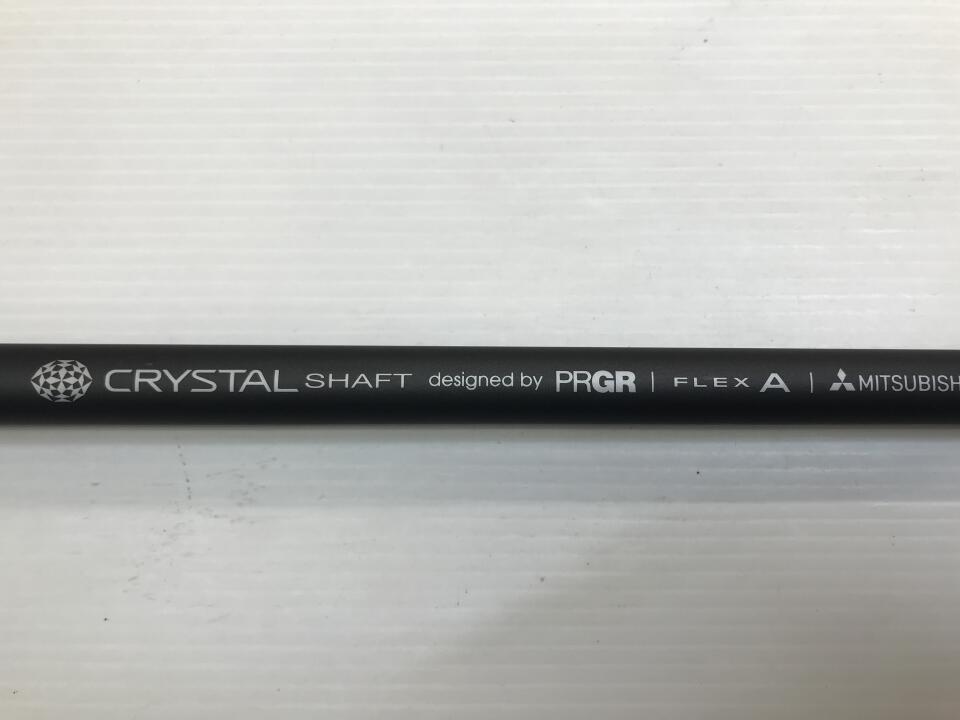 CRYSTAL SHAFT designed by PRGR | FLEX A | MITSUBISH